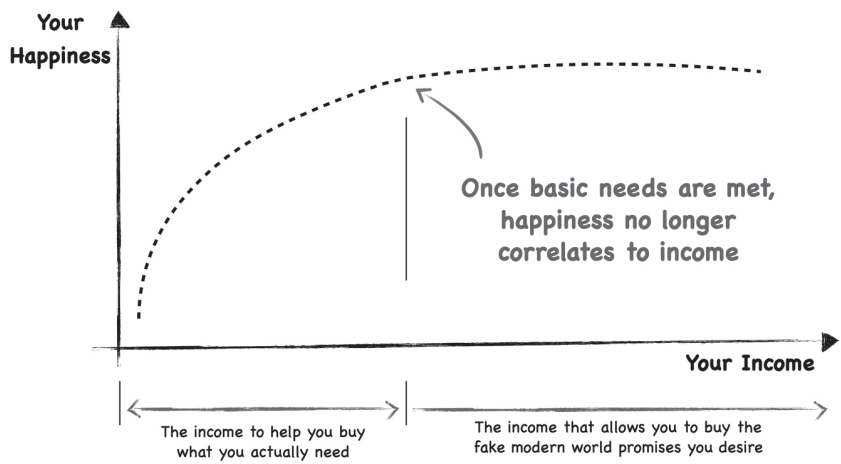 Your
Happiness
Once basic needs are met,
happiness no longer
correlates to income
Your Income
The income to help you buy
what you actually need
The income that allows you to buy the
fake modern world promises you desire